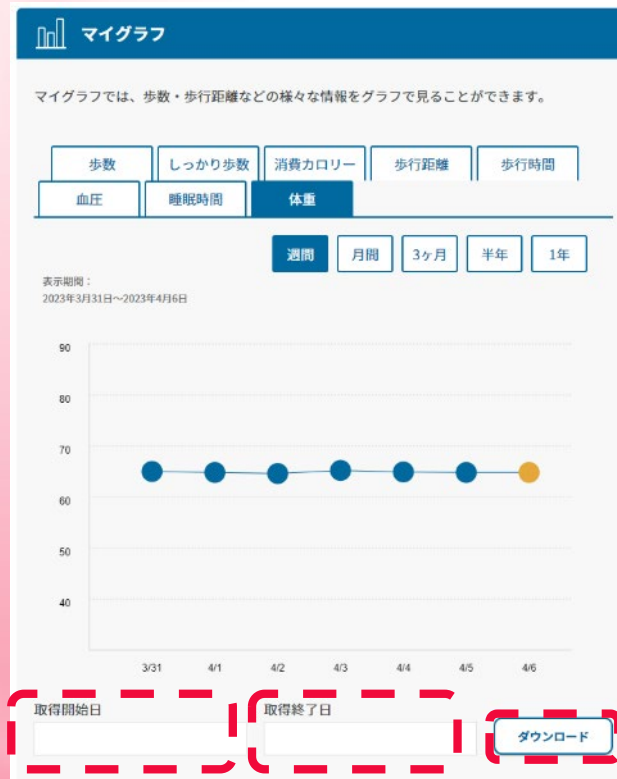 マイグラフ
マイグラフでは、歩数・歩行距離などの様々な情報をグラフで見ることができます。
歩数 しっかり歩数 消費カロリー 歩行距離 歩行時間
血圧 睡眠時間 体重
週間 月間 3ヶ月 半年 1年
表示期間：
2023年3月31日～2023年4月6日
90
80
70
60
50
40
3/31 4/1 4/2 4/3 4/4 4/5 4/6
取得開始日 取得終了日
ダウンロード